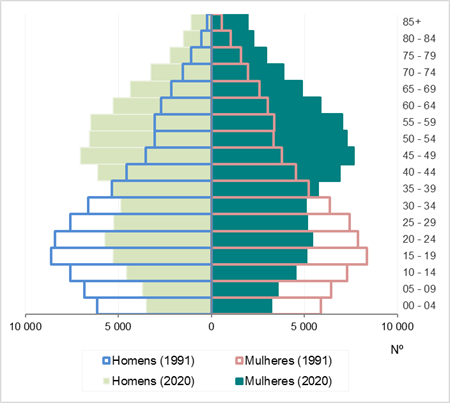 85+
80 - 84
75 - 79
70 - 74
65 - 69
60 - 64
55 - 59
50 - 54
45 - 49
40 - 44
35 - 39
30 - 34
25 - 29
20 - 24
15 - 19
10 - 14
05 - 09
00 - 04
10 000 5 000 0 5 000 10 000
Nº
Homens (1991) Mulheres (1991)
Homens (2020) Mulheres (2020)